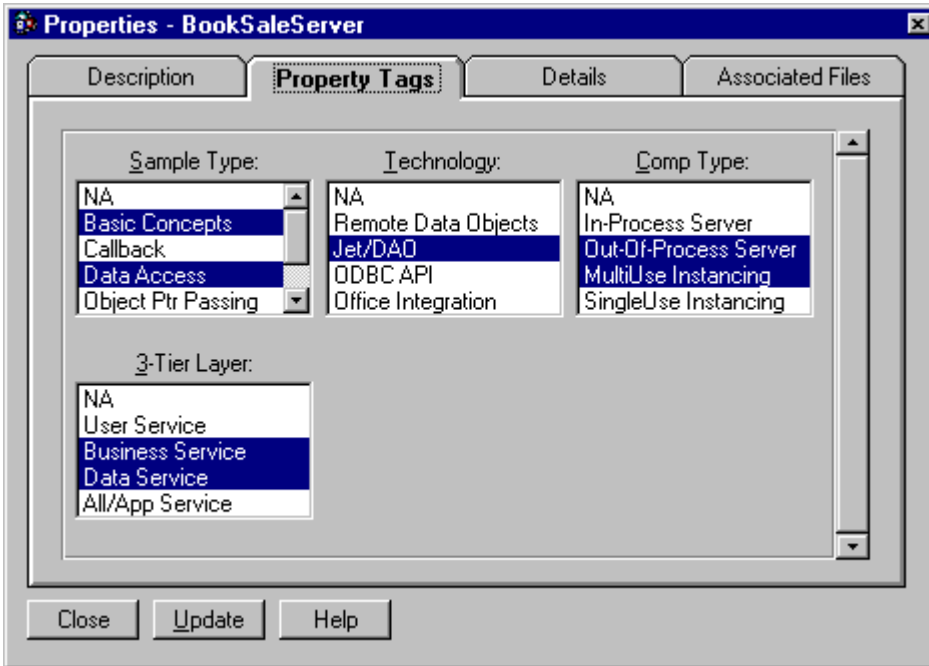 Properties - BookSaleServer
Description Property Tags Details Associated Files
Sample Type: Technology: Comp Type:
NA NA NA
Basic Concepts Remote Data Objects In-Process Server
Callback Jet/DAO Out-Of-Process Server
Data Access ODBC API MultiUse Instancing
Object Ptr Passing Office Integration SingleUse Instancing
3-Tier Layer:
NA
User Service
Business Service
Data Service
All/App Service
Close Update Help